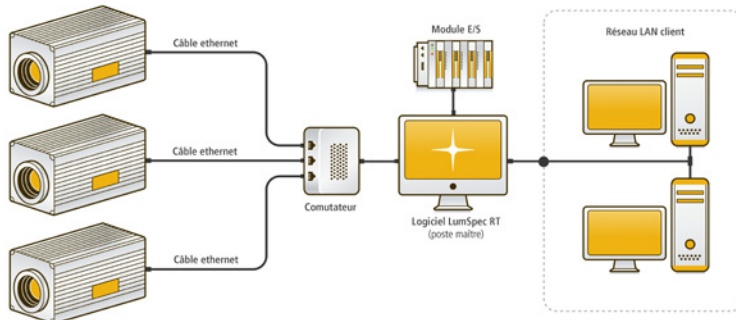 Câble ethernet
Module E/S
Réseau LAN client
Câble ethernet
Comutateur
Logiciel LumSpec RT
(poste maître)
Câble ethernet